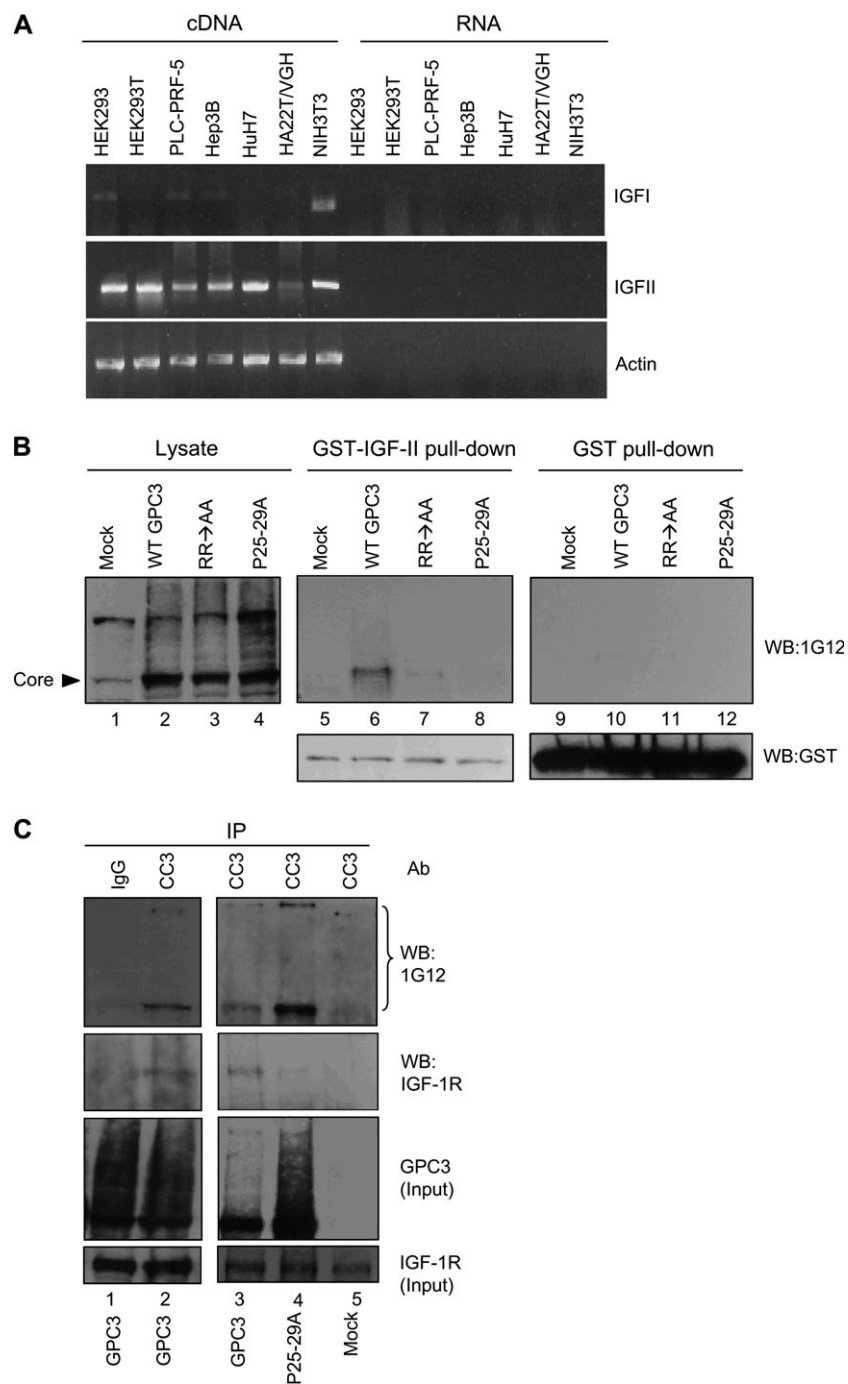 A
cDNA RNA
HEK293 HEK293T PLC-PRF-5 Hep3B HuH7 HA22T/VGH NIH3T3 HEK293 HEK293T PLC-PRF-5 Hep3B HuH7 HA22T/VGH NIH3T3
IGFI
IGFII
Actin
B
Lysate GST-IGF-II pull-down GST pull-down
Mock WT GPC3 RR→AA P25-29A Mock WT GPC3 RR→AA P25-29A Mock WT GPC3 RR→AA P25-29A
WB:1G12
Core
1 2 3 4 5 6 7 8 9 10 11 12
WB:GST
C
IP
IgG CC3 CC3 CC3 CC3 Ab
WB:
1G12
WB:
IGF-1R
GPC3
(Input)
IGF-1R
(Input)
1 2 3 4 5
GPC3 GPC3 GPC3 P25-29A Mock